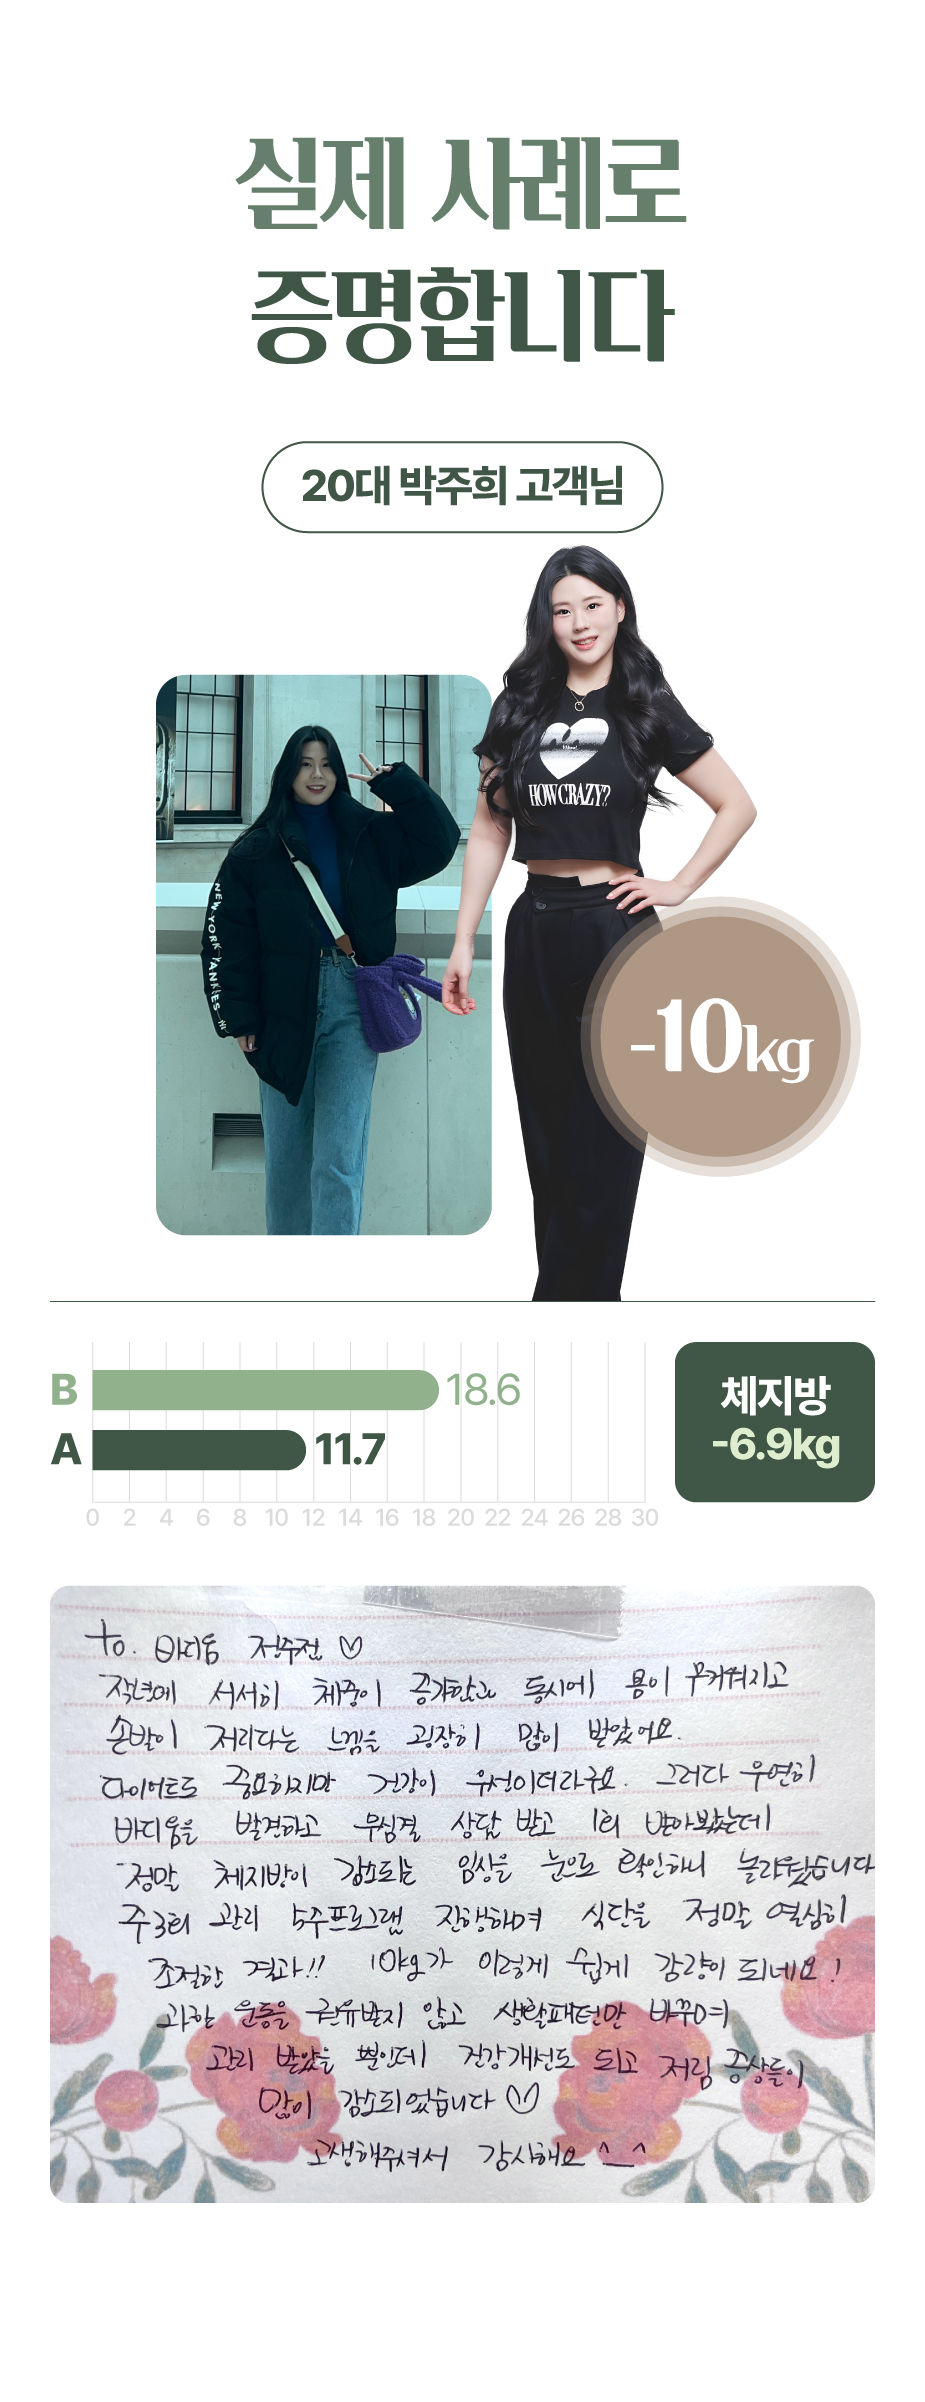 실제 사례로
증명합니다
20대 박주희 고객님
NEW YORK YANKEES
HOW CRAZY?
-10kg
B 18.6
A 11.7
0 2 4 6 8 10 12 14 16 18 20 22 24 26 28 30
체지방
-6.9kg
to. 바디움 전주점 ♡
작년에 서서히 체중이 증가하고 동시에 몸이 무거워지고
손발이 저리다는 느낌을 굉장히 많이 받았어요.
다이어트도 중요하지만 건강이 우선이더라구요. 그러다 우연히
바디움을 발견하고 무심결 상담 받고 1회 받아봤는데
정말 체지방이 감소되는 임상을 눈으로 확인하니 놀라웠습니다
주3회 관리 5주프로그램 진행하며 식단을 정말 열심히
조절한 결과!! 10kg가 이렇게 쉽게 감량이 되네요!
과한 운동을 권유받지 않고 생활패턴만 바꾸며
관리 받았을 뿐인데 건강개선도 되고 저림 증상들이
많이 감소되었습니다 ♡
고생해주셔서 감사해요 ^_^